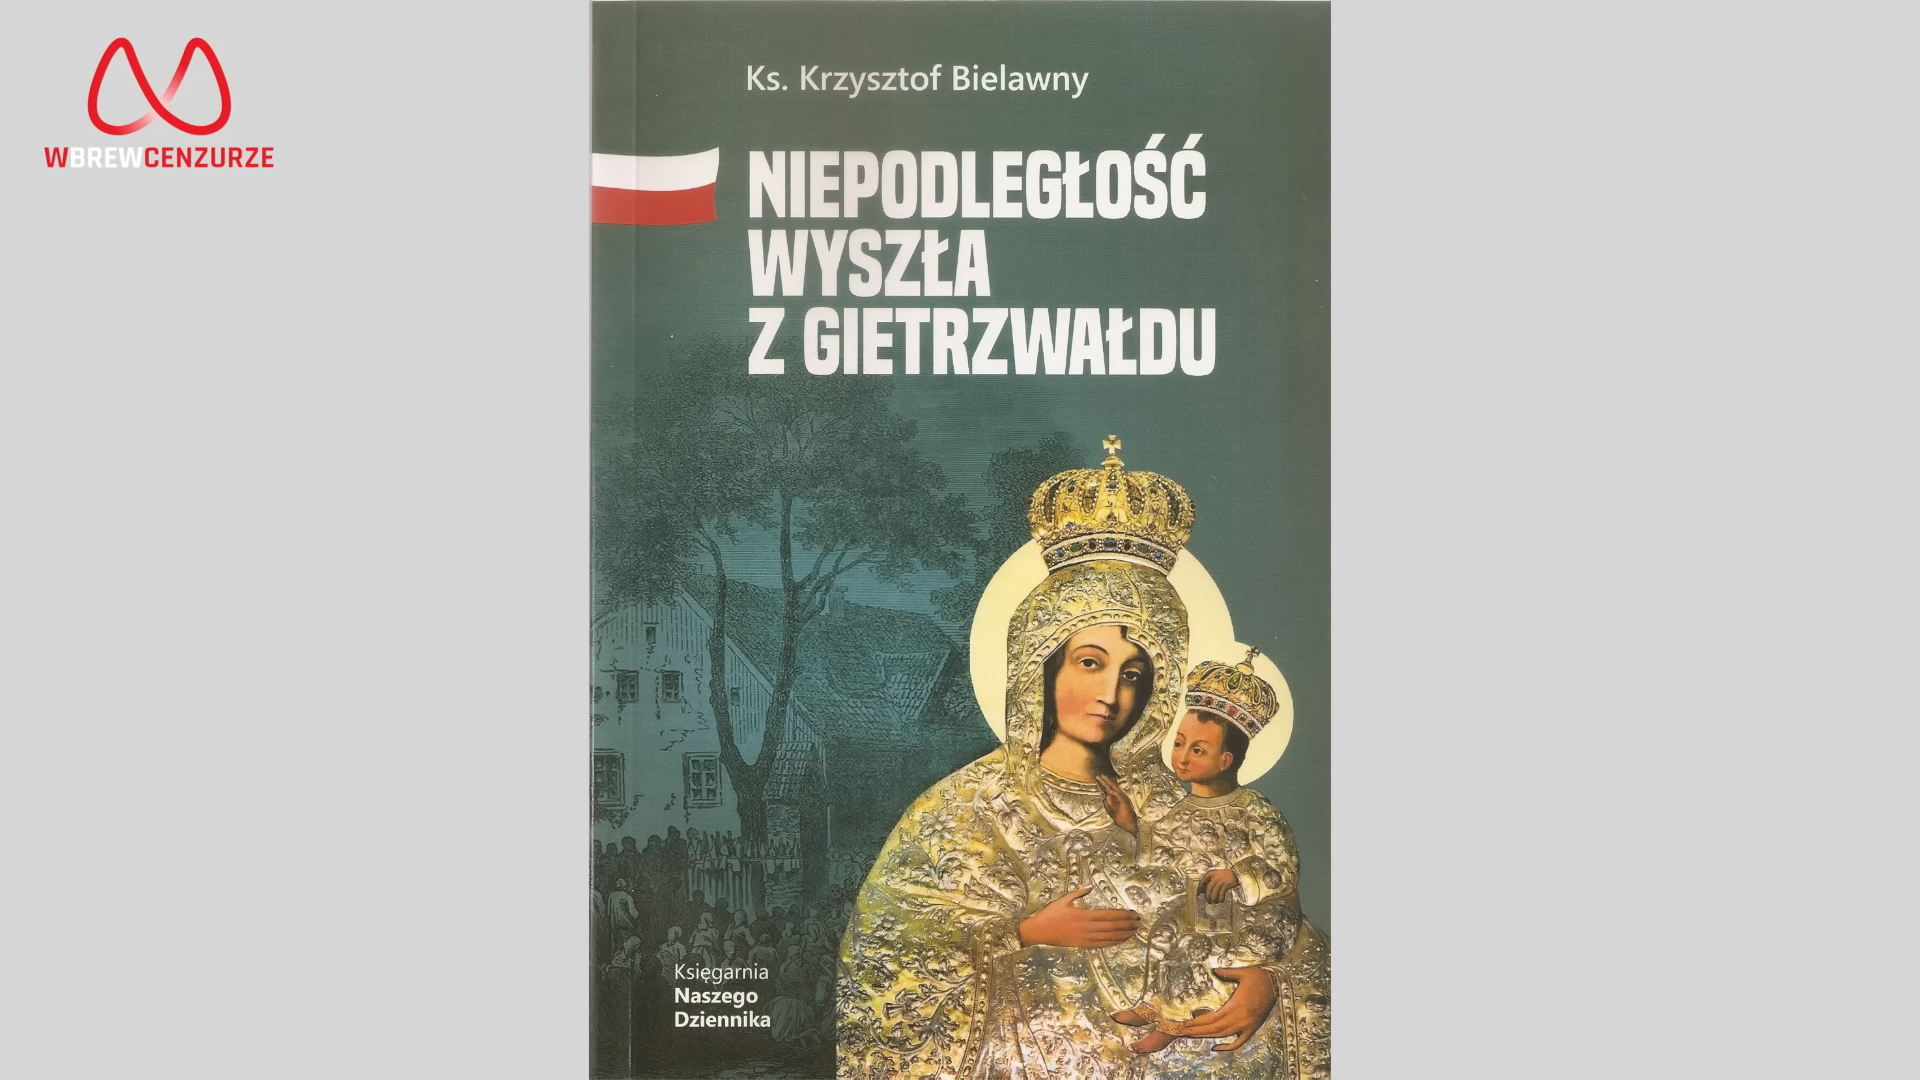 WBREWCENZURZE
Ks. Krzysztof Bielawny
NIEPODLEGŁOŚĆ
WYSZŁA
Z GIETRZWAŁDU
Księgarnia
Naszego
Dziennika